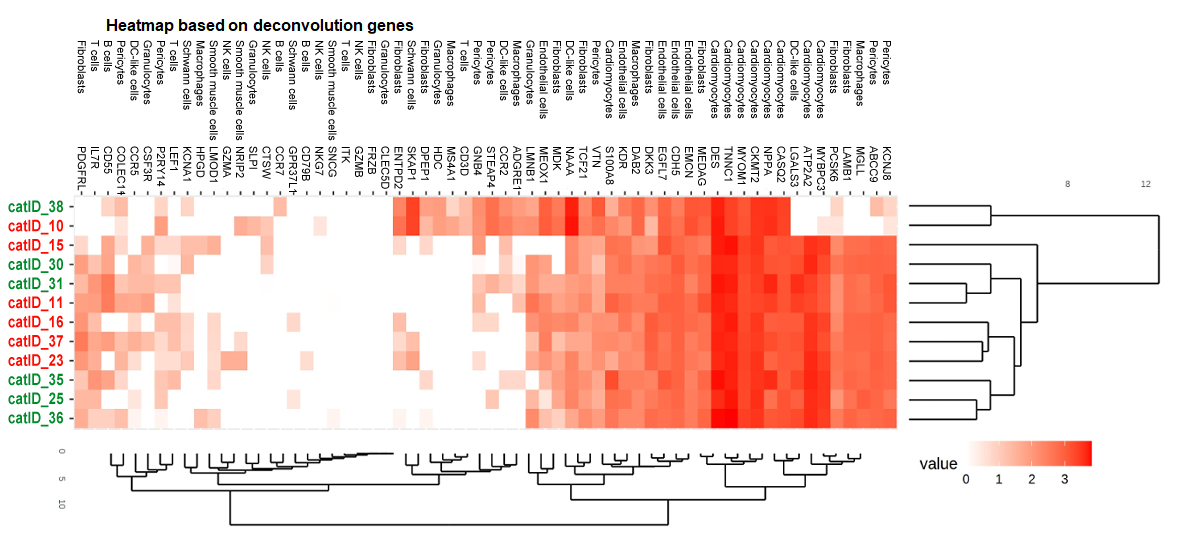 Heatmap based on deconvolution genes
Fibroblasts PDGFRL
T cells IL7R
B cells CD55
Pericytes COLEC11
DC-like cells CCR5
Granulocytes CSF3R
Pericytes P2RY14
T cells LEF1
Schwann cells KCNA1
Macrophages HPGD
Smooth muscle cells LMOD1
NK cells GZMA
Smooth muscle cells NRIP2
Granulocytes SLPI
NK cells CTSW
B cells CCR7
Schwann cells GPR37L1
B cells CD79B
NK cells NKG7
Smooth muscle cells SNCG
T cells ITK
NK cells GZMB
Fibroblasts FRZB
Granulocytes CLEC5D
Fibroblasts ENTPD2
Schwann cells SKAP1
Fibroblasts DPEP1
Granulocytes HDC
Macrophages MS4A1
T cells CD3D
Granulocytes GNB4
Pericytes STEAP4
DC-like cells CCR2
Macrophages ADGRE1
Granulocytes LMNB1
Endothelial cells MEOX1
Fibroblasts MDK
DC-like cells NAAA
Fibroblasts TCF21
Pericytes VTN
Cardiomyocytes S100A8
Endothelial cells KDR
Macrophages DAB2
Fibroblasts DKK3
Endothelial cells EGFL7
Endothelial cells CDH5
Endothelial cells EMCN
Fibroblasts MEDAG
Cardiomyocytes DES
Cardiomyocytes TNNC1
Cardiomyocytes MYOM1
Cardiomyocytes CKMT2
Cardiomyocytes NPPA
Cardiomyocytes CASQ2
DC-like cells LGALS3
Cardiomyocytes ATP2A2
Cardiomyocytes MYBPC3
Pericytes PCSK6
Fibroblasts LAMB1
Macrophages MGLL
Pericytes ABCC9
Pericytes KCNJ8
8 12
catID_38
catID_10
catID_15
catID_30
catID_31
catID_11
catID_16
catID_37
catID_23
catID_35
catID_25
catID_36
0
5
10
value
0 1 2 3